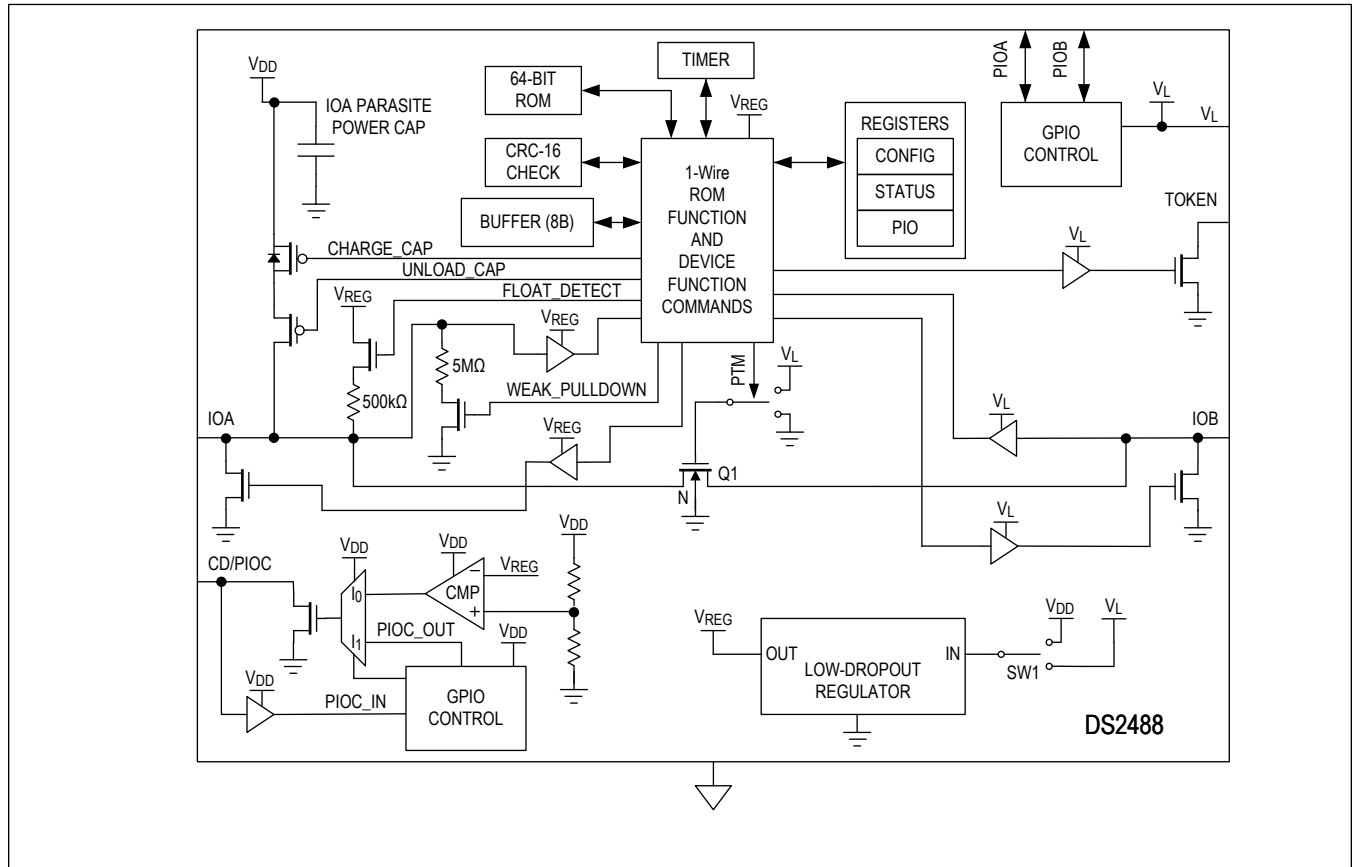 VDD
IOA PARASITE
POWER CAP
64-BIT
ROM
CRC-16
CHECK
BUFFER (8B)
TIMER
VREG
1-Wire
ROM
FUNCTION
AND
DEVICE
FUNCTION
COMMANDS
REGISTERS
CONFIG
STATUS
PIO
PIOA
PIOB
GPIO
CONTROL
VL
VL
TOKEN
VL
CHARGE_CAP
UNLOAD_CAP
FLOAT_DETECT
VREG
VREG
5MΩ
500kΩ
WEAK_PULLDOWN
PTM
VL
IOA
VREG
VL
IOB
Q1
N
VL
CD/PIOC
VDD
I0
I1
VDD
CMP
−
+
VREG
VDD
PIOC_OUT
VDD
VDD
PIOC_IN
GPIO
CONTROL
VREG
OUT
IN
LOW-DROPOUT
REGULATOR
VDD
VL
SW1
DS2488